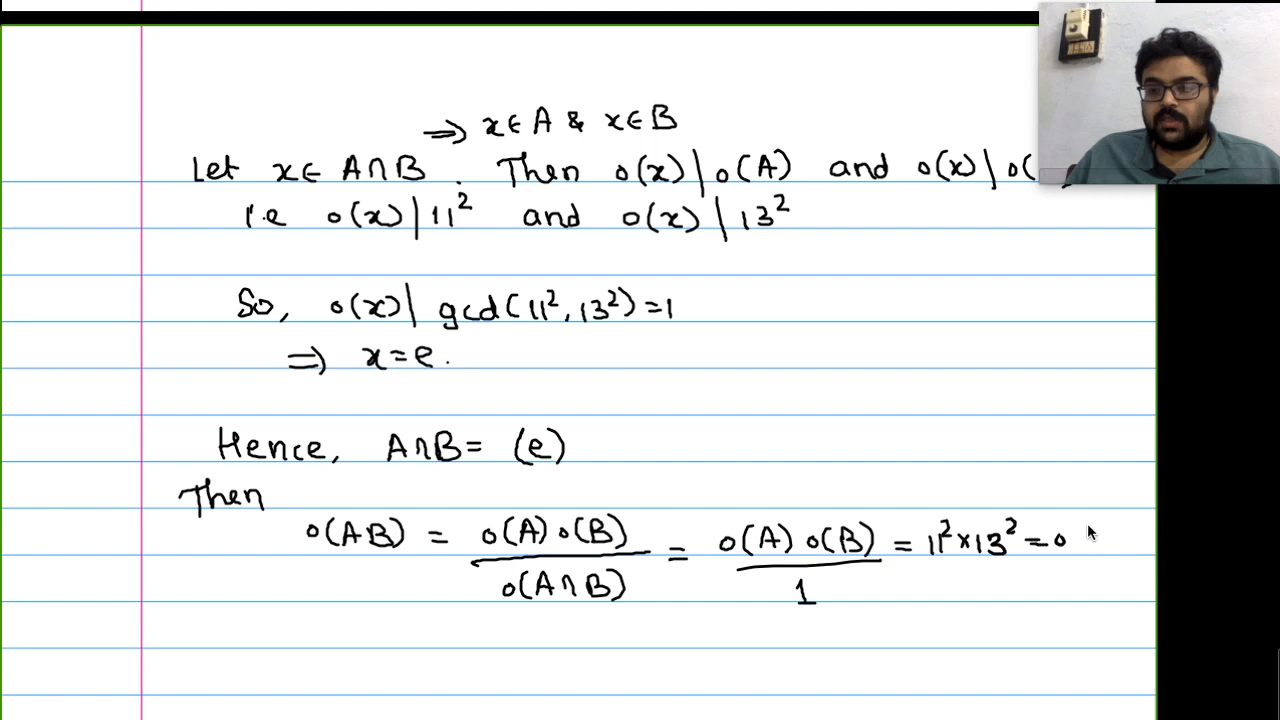 ⇒ x∈A & x∈B
Let x∈ A∩B. Then o(x)|o(A) and o(x)|o(
i.e o(x)|11² and o(x)|13²
So, o(x)| gcd(11², 13²)=1
⇒ x=e.
Hence, A∩B= (e)
Then
o(AB) = o(A) o(B) / o(A∩B) = o(A) o(B) / 1 = 11²×13² = o